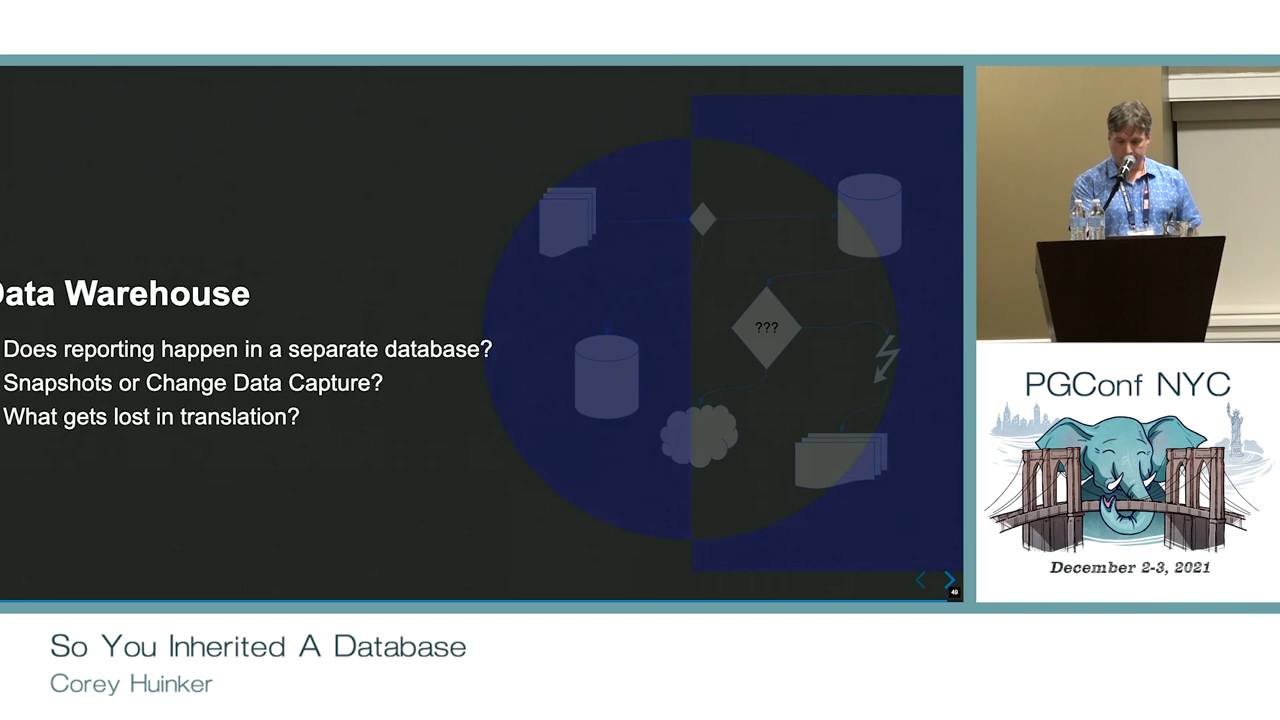 Data Warehouse
Does reporting happen in a separate database?
Snapshots or Change Data Capture?
What gets lost in translation?
???
49
PGConf NYC
December 2-3, 2021
So You Inherited A Database
Corey Huinker